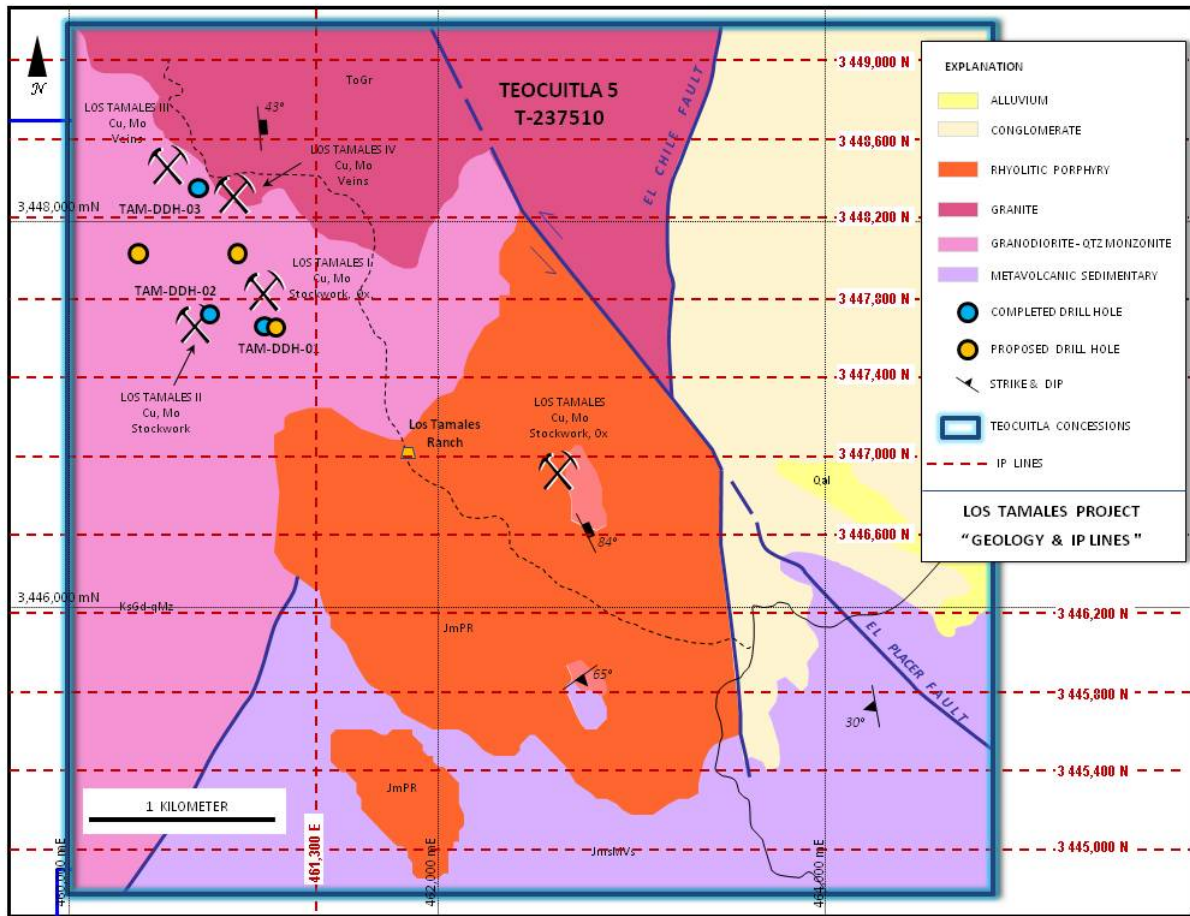 N
ToGr
TEOCUITLA 5
T-237510
43°
LOS TAMALES III
Cu, Mo
Veins
LOS TAMALES IV
Cu, Mo
Veins
EL CHILE FAULT
3,448,000 mN
TAM-DDH-03
LOS TAMALES I
Cu, Mo
Stockwork, Ox
TAM-DDH-02
TAM-DDH-01
LOS TAMALES II
Cu, Mo
Stockwork
Los Tamales
Ranch
LOS TAMALES
Cu, Mo
Stockwork, Ox
84°
Qal
3,446,000 mN
KsGd-qMz
JmPR
65°
30°
EL PLACER FAULT
JmPR
JmsMVs
1 KILOMETER
460,000 mE
461,300 E
462,000 mE
464,000 mE
3 449,000 N
3 448,600 N
3 448,200 N
3 447,800 N
3 447,400 N
3 447,000 N
3 446,600 N
3 446,200 N
3 445,800 N
3 445,400 N
3 445,000 N
EXPLANATION
ALLUVIUM
CONGLOMERATE
RHYOLITIC PORPHYRY
GRANITE
GRANODIORITE - QTZ MONZONITE
METAVOLCANIC SEDIMENTARY
COMPLETED DRILL HOLE
PROPOSED DRILL HOLE
STRIKE & DIP
TEOCUITLA CONCESSIONS
IP LINES
LOS TAMALES PROJECT
"GEOLOGY & IP LINES"